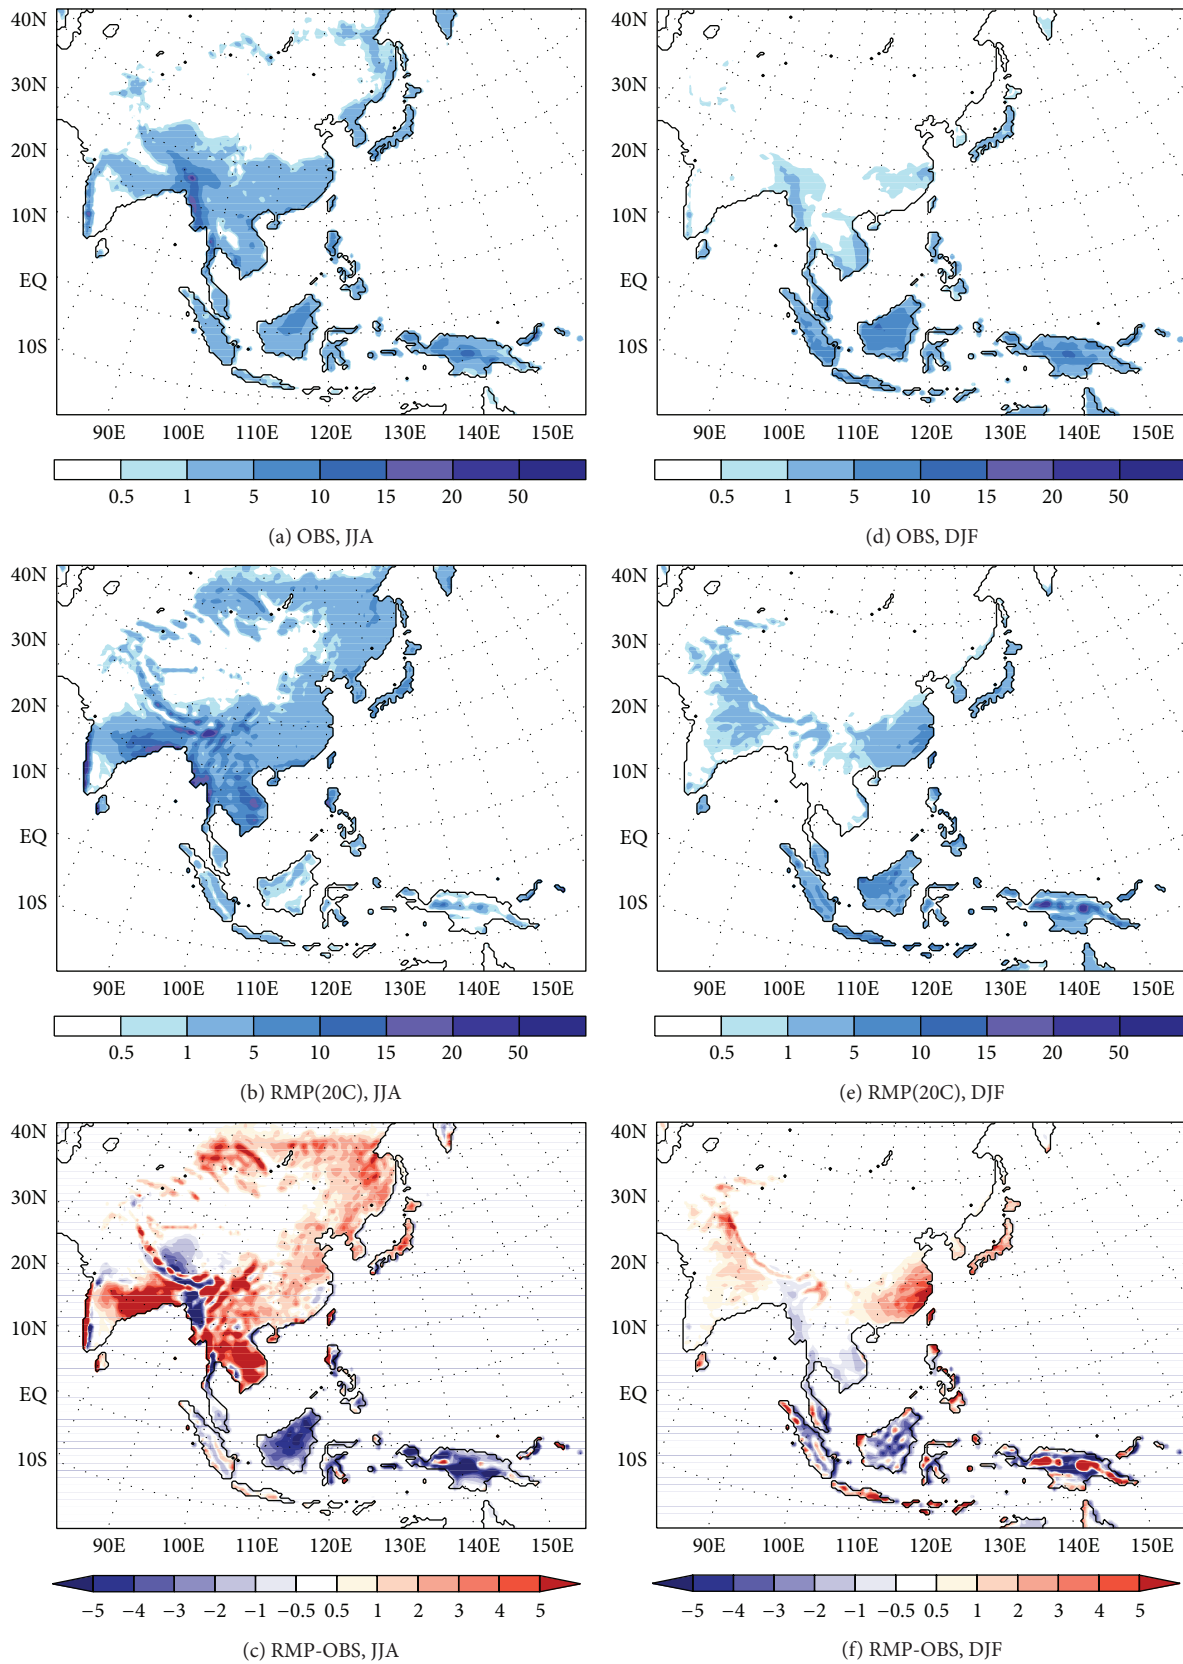 40N
30N
20N
10N
EQ
10S
90E 100E 110E 120E 130E 140E 150E
0.5 1 5 10 15 20 50
(a) OBS, JJA
40N
30N
20N
10N
EQ
10S
90E 100E 110E 120E 130E 140E 150E
0.5 1 5 10 15 20 50
(d) OBS, DJF
40N
30N
20N
10N
EQ
10S
90E 100E 110E 120E 130E 140E 150E
0.5 1 5 10 15 20 50
(b) RMP(20C), JJA
40N
30N
20N
10N
EQ
10S
90E 100E 110E 120E 130E 140E 150E
0.5 1 5 10 15 20 50
(e) RMP(20C), DJF
40N
30N
20N
10N
EQ
10S
90E 100E 110E 120E 130E 140E 150E
−5 −4 −3 −2 −1 −0.5 0.5 1 2 3 4 5
(c) RMP-OBS, JJA
40N
30N
20N
10N
EQ
10S
90E 100E 110E 120E 130E 140E 150E
−5 −4 −3 −2 −1 −0.5 0.5 1 2 3 4 5
(f) RMP-OBS, DJF